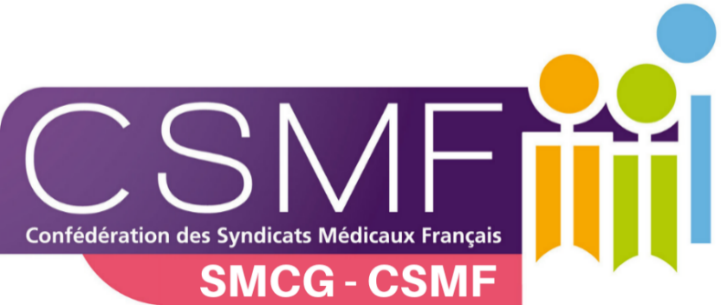 CSMF
Confédération des Syndicats Médicaux Français
SMCG - CSMF